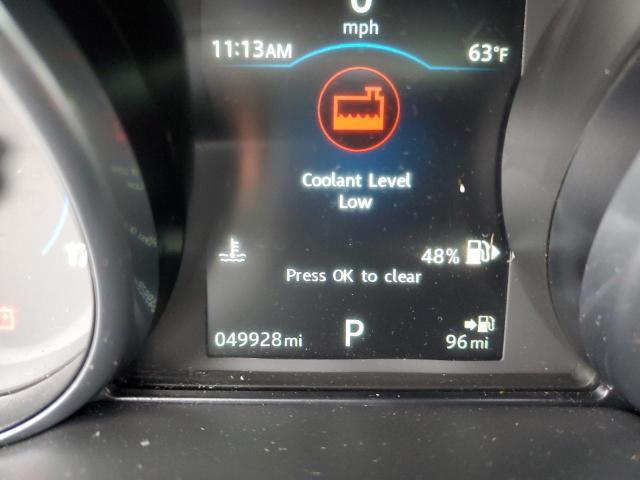 0
mph
11:13AM 63°F
Coolant Level
Low
48%
Press OK to clear
049928mi P 96 mi